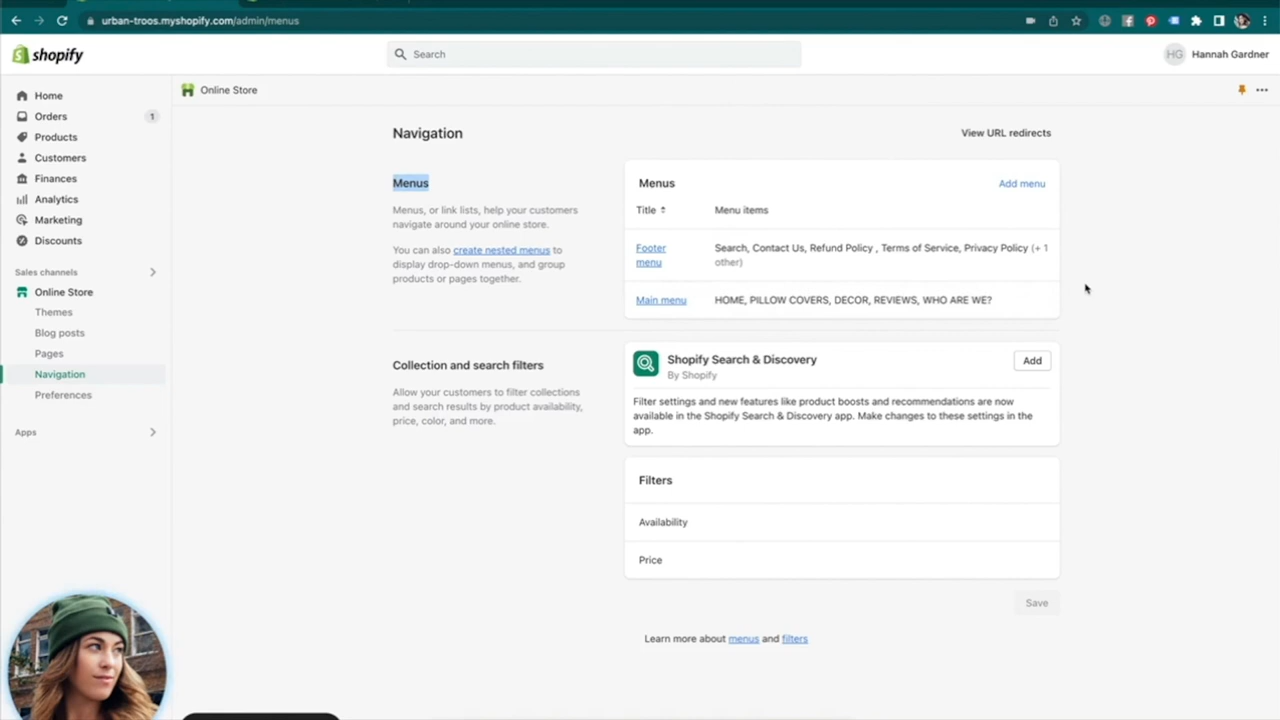 urban-troos.myshopify.com/admin/menus
shopify
Search
HG Hannah Gardner
Home
Orders 1
Products
Customers
Finances
Analytics
Marketing
Discounts
Sales channels
Online Store
Themes
Blog posts
Pages
Navigation
Preferences
Apps
Online Store
Navigation
View URL redirects
Menus
Menus, or link lists, help your customers
navigate around your online store.
You can also create nested menus to
display drop-down menus, and group
products or pages together.
Menus
Add menu
Title
Menu items
Footer
menu
Search, Contact Us, Refund Policy , Terms of Service, Privacy Policy (+ 1
other)
Main menu
HOME, PILLOW COVERS, DECOR, REVIEWS, WHO ARE WE?
Collection and search filters
Allow your customers to filter collections
and search results by product availability,
price, color, and more.
Shopify Search & Discovery
By Shopify
Add
Filter settings and new features like product boosts and recommendations are now
available in the Shopify Search & Discovery app. Make changes to these settings in the
app.
Filters
Availability
Price
Save
Learn more about menus and filters